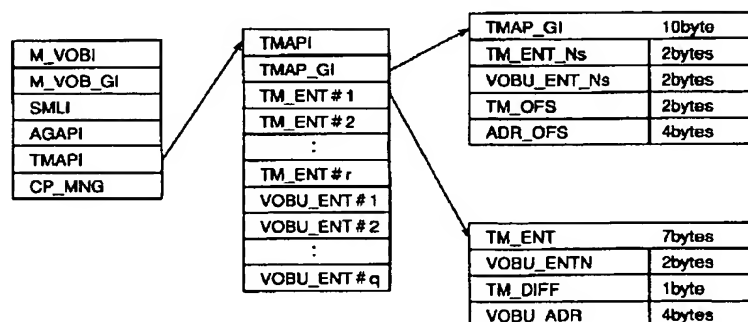 M_VOBI
M_VOB_GI
SMLI
AGAPI
TMAPI
CP_MNG
TMAPI
TMAP_GI
TM_ENT#1
TM_ENT#2
:
TM_ENT#r
VOBU_ENT#1
VOBU_ENT#2
:
VOBU_ENT#q
TMAP_GI 10byte
TM_ENT_Ns 2bytes
VOBU_ENT_Ns 2bytes
TM_OFS 2bytes
ADR_OFS 4bytes
TM_ENT 7bytes
VOBU_ENTN 2bytes
TM_DIFF 1byte
VOBU_ADR 4bytes